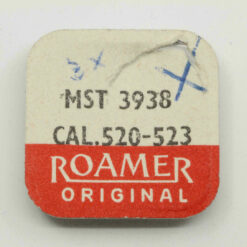 3x X
MST 3938
CAL.520-523
ROAMER
ORIGINAL